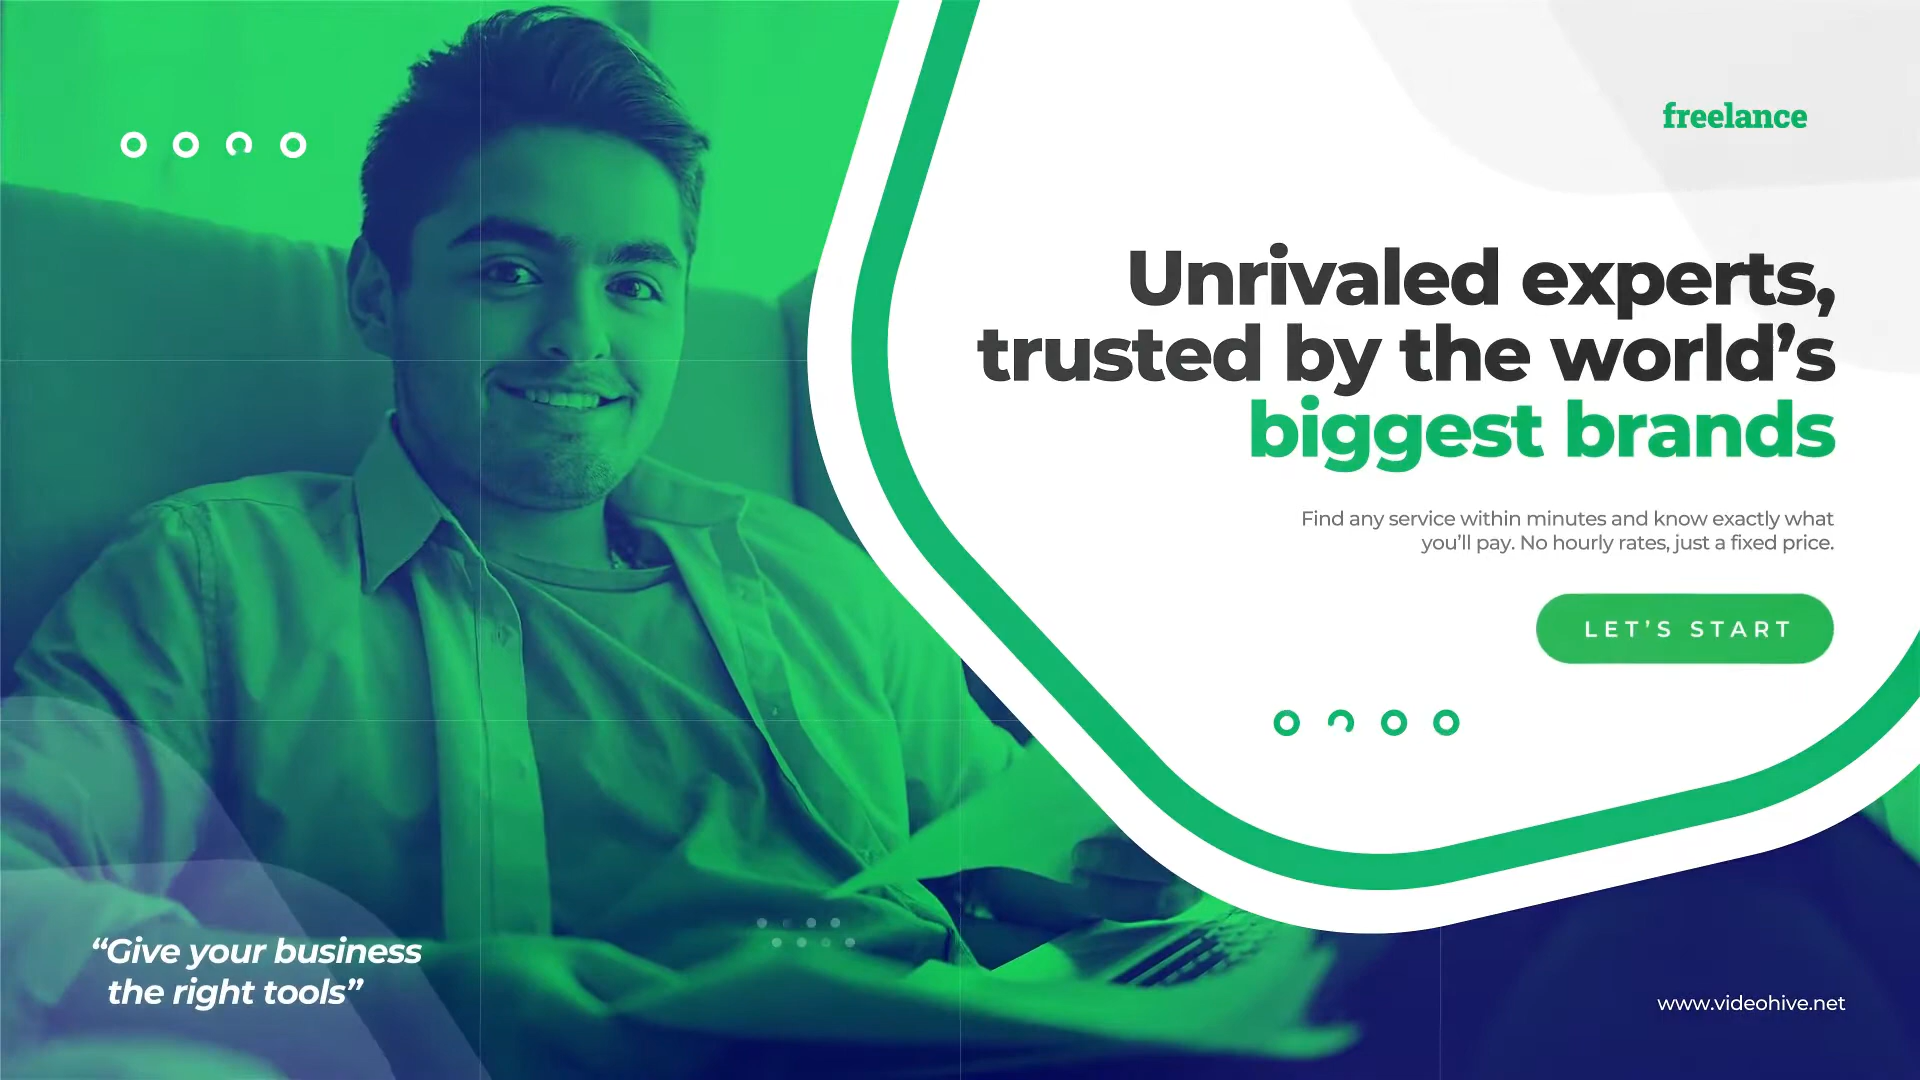 freelance
Unrivaled experts,
trusted by the world’s
biggest brands
Find any service within minutes and know exactly what
you’ll pay. No hourly rates, just a fixed price.
LET’S START
“Give your business
the right tools”
www.videohive.net